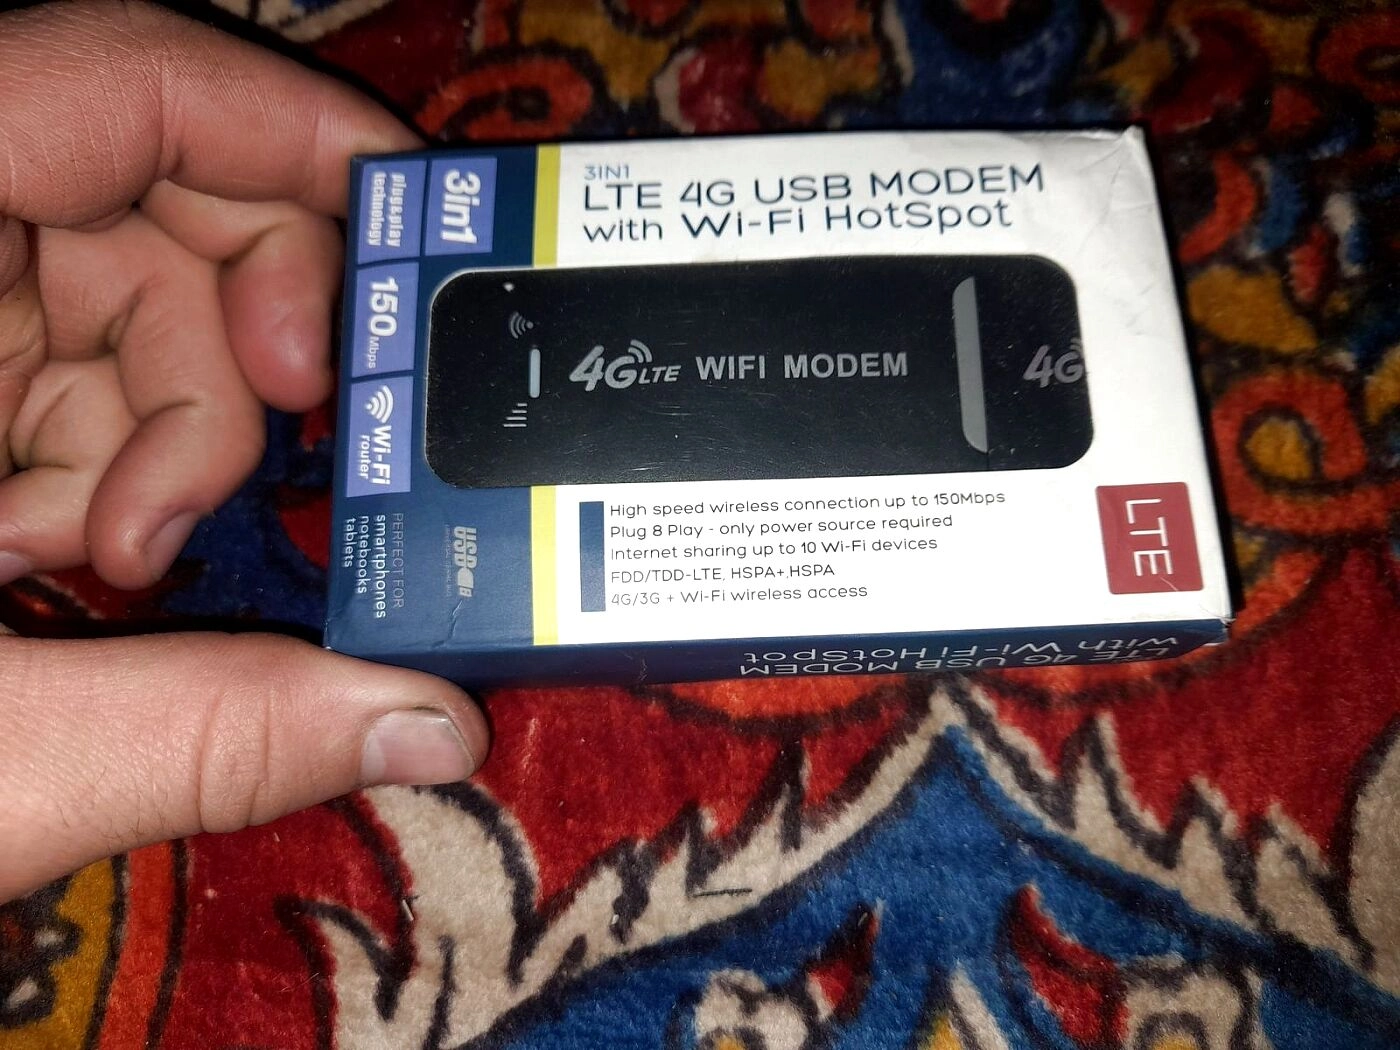 3IN1
LTE 4G USB MODEM
with Wi-Fi HotSpot
3in1
plug&play
technology
150 Mbps
Wi-Fi
router
PERFECT FOR
smartphones
notebooks
tablets
USB
4G LTE WIFI MODEM
4G
High speed wireless connection up to 150Mbps
Plug 8 Play - only power source required
Internet sharing up to 10 Wi-Fi devices
FDD/TDD-LTE, HSPA+,HSPA
4G/3G + Wi-Fi wireless access
LTE
LTE 4G USB MODEM
with Wi-Fi HotSpot